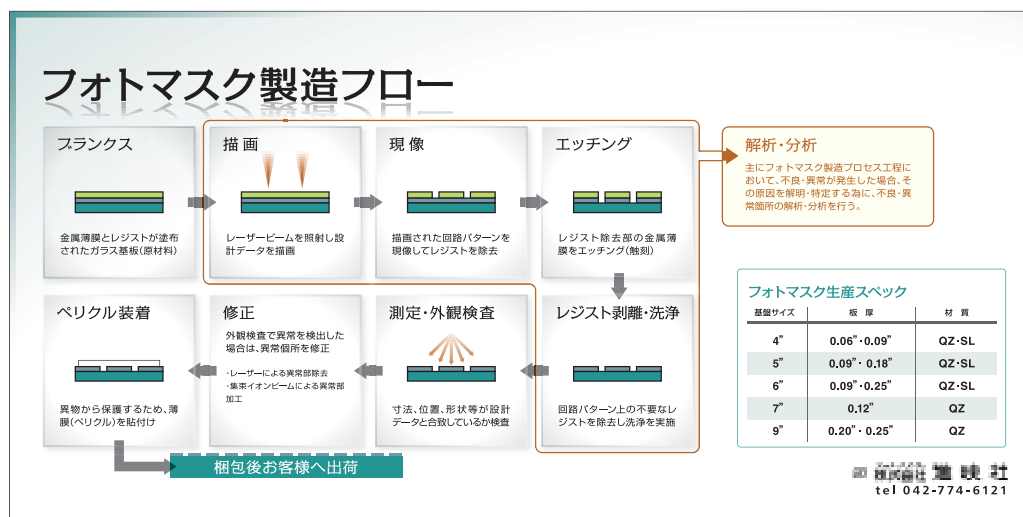 フォトマスク製造フロー
ブランクス
金属薄膜とレジストが塗布
されたガラス基板(原材料)
描画
レーザービームを照射し設
計データを描画
現像
描画された回路パターンを
現像してレジストを除去
エッチング
レジスト除去部の金属薄
膜をエッチング(触刻)
解析・分析
主にフォトマスク製造プロセス工程に
おいて、不良・異常が発生した場合、そ
の原因を解明・特定する為に、不良・異
常箇所の解析・分析を行う。
レジスト剥離・洗浄
回路パターン上の不要なレ
ジストを除去し洗浄を実施
測定・外観検査
寸法、位置、形状等が設計
データと合致しているか検査
修正
外観検査で異常を検出した
場合は、異常個所を修正
・レーザーによる異常部除去
・集束イオンビームによる異常部
加工
ペリクル装着
異物から保護するため、薄
膜(ペリクル)を貼付け
梱包後お客様へ出荷
フォトマスク生産スペック
基盤サイズ 板 厚 材 質
4” 0.06”・0.09” QZ・SL
5” 0.09”・0.18” QZ・SL
6” 0.09”・0.25” QZ・SL
7” 0.12” QZ
9” 0.20”・0.25” QZ
tel 042-774-6121